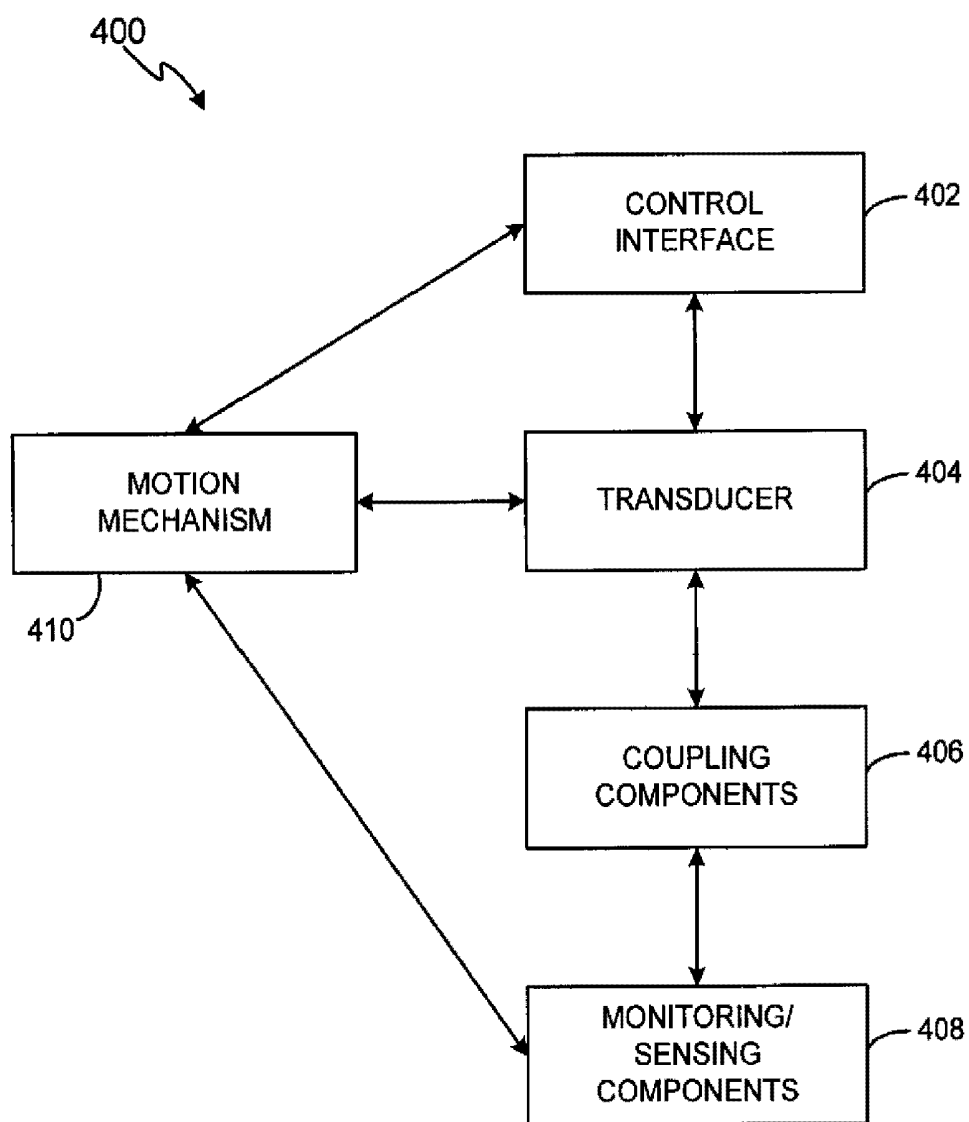 400
CONTROL
INTERFACE
402
MOTION
MECHANISM
410
TRANSDUCER
404
COUPLING
COMPONENTS
406
MONITORING/
SENSING
COMPONENTS
408